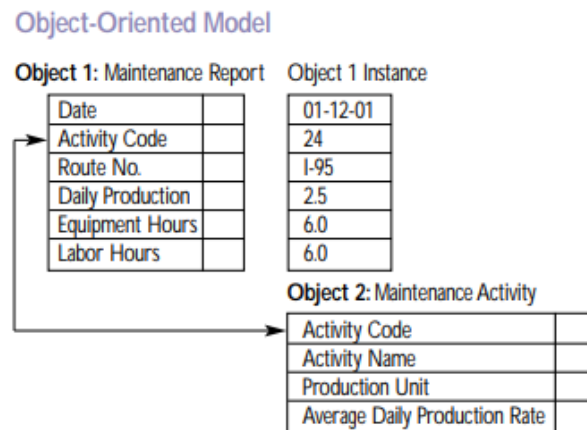 Object-Oriented Model
Object 1: Maintenance Report Object 1 Instance
Date 01-12-01
Activity Code 24
Route No. I-95
Daily Production 2.5
Equipment Hours 6.0
Labor Hours 6.0
Object 2: Maintenance Activity
Activity Code
Activity Name
Production Unit
Average Daily Production Rate